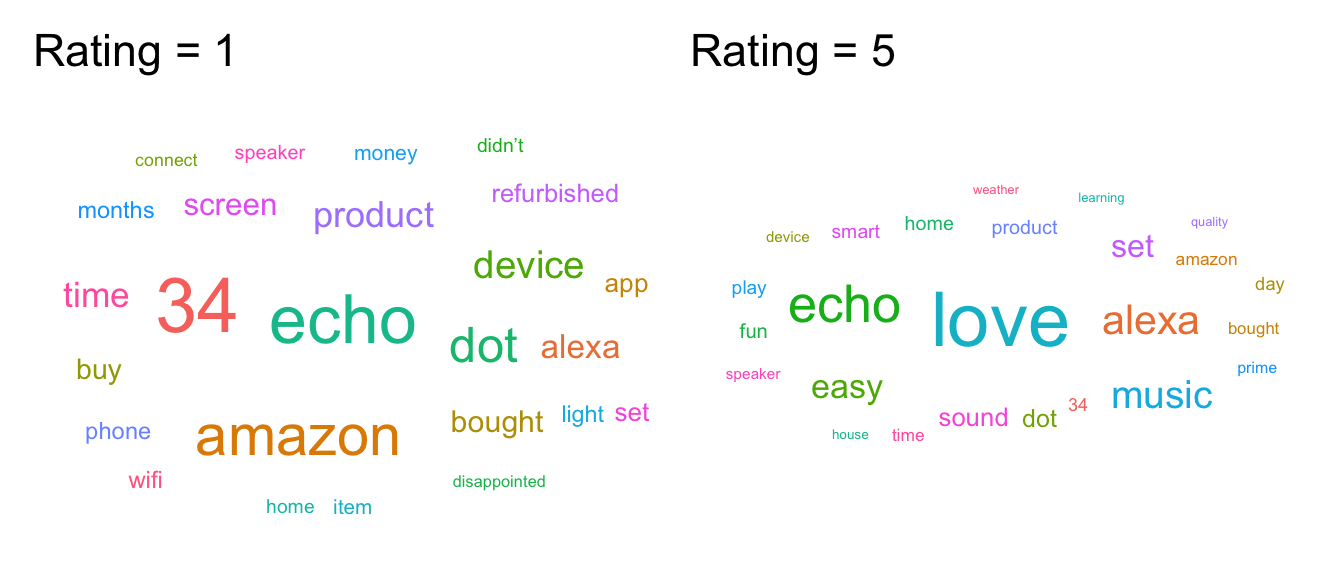 Rating = 1
didn't
connect speaker money
refurbished
months screen product
device
app
time 34 echo
dot alexa
buy
bought light set
phone amazon
wifi
disappointed
home item
Rating = 5
weather
learning
device smart home product quality
set amazon
play echo day
fun love alexa bought
speaker prime
easy music
sound dot 34
house time